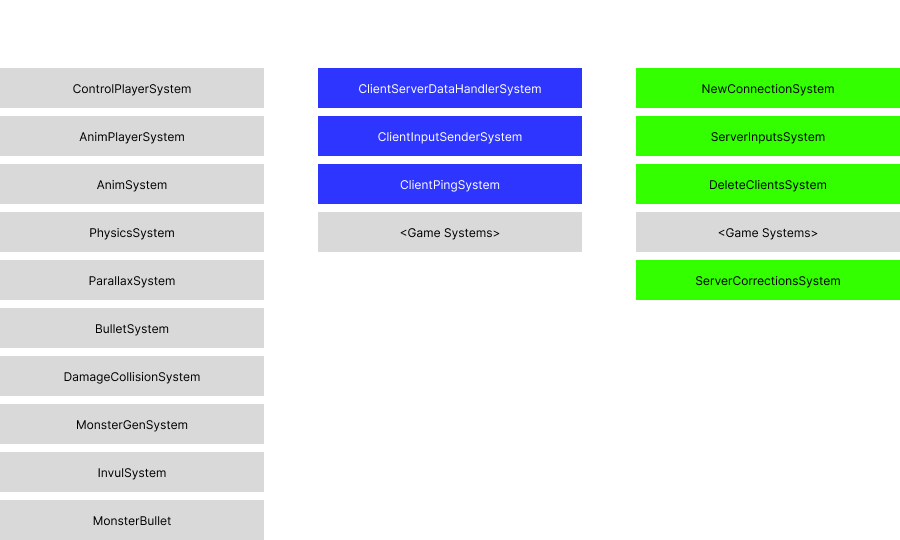 ControlPlayerSystem
AnimPlayerSystem
AnimSystem
PhysicsSystem
ParallaxSystem
BulletSystem
DamageCollisionSystem
MonsterGenSystem
InvulSystem
MonsterBullet
ClientServerDataHandlerSystem
ClientInputSenderSystem
ClientPingSystem
<Game Systems>
NewConnectionSystem
ServerInputsSystem
DeleteClientsSystem
<Game Systems>
ServerCorrectionsSystem